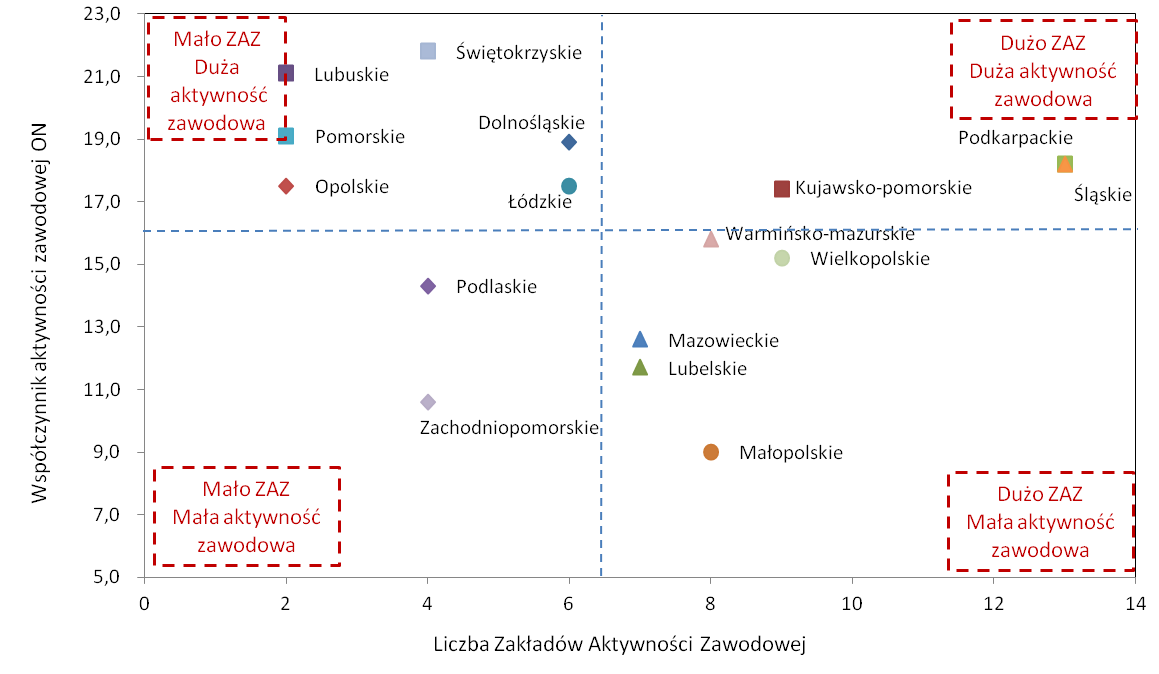 23,0
21,0
19,0
17,0
15,0
13,0
11,0
9,0
7,0
5,0
Współczynnik aktywności zawodowej ON
Mało ZAZ
Duża
aktywność
zawodowa
Dużo ZAZ
Duża aktywność
zawodowa
Świętokrzyskie
Lubuskie
Dolnośląskie
Pomorskie
Podkarpackie
Opolskie
Kujawsko-pomorskie
Śląskie
Łódzkie
Warmińsko-mazurskie
Wielkopolskie
Podlaskie
Mazowieckie
Lubelskie
Zachodniopomorskie
Małopolskie
Mało ZAZ
Mała aktywność
zawodowa
Dużo ZAZ
Mała aktywność
zawodowa
0 2 4 6 8 10 12 14
Liczba Zakładów Aktywności Zawodowej